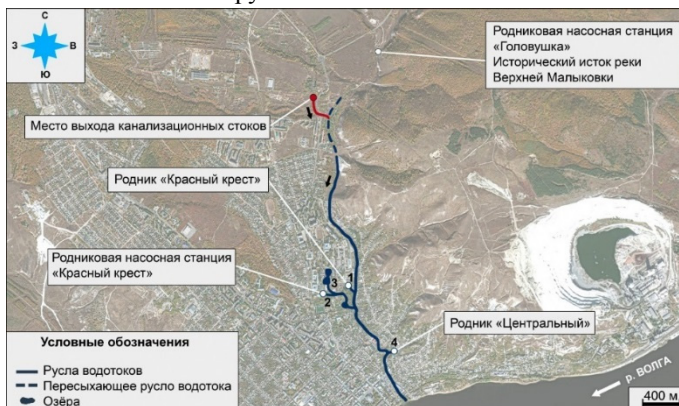 С
З
В
Ю
Родниковая насосная станция
«Головушка»
Исторический исток реки
Верхней Малыковки
Место выхода канализационных стоков
Родник «Красный крест»
Родниковая насосная станция
«Красный крест»
1
3
2
4
Родник «Центральный»
Условные обозначения
Русла водотоков
Пересыхающее русло водотока
Озёра
р. ВОЛГА
400 м